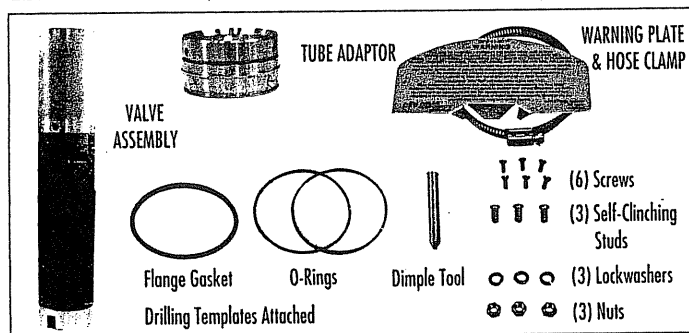 TUBE ADAPTOR
WARNING PLATE
& HOSE CLAMP
VALVE
ASSEMBLY
(6) Screws
(3) Self-Clinching
Studs
Flange Gasket
O-Rings
Dimple Tool
(3) Lockwashers
Drilling Templates Attached
(3) Nuts